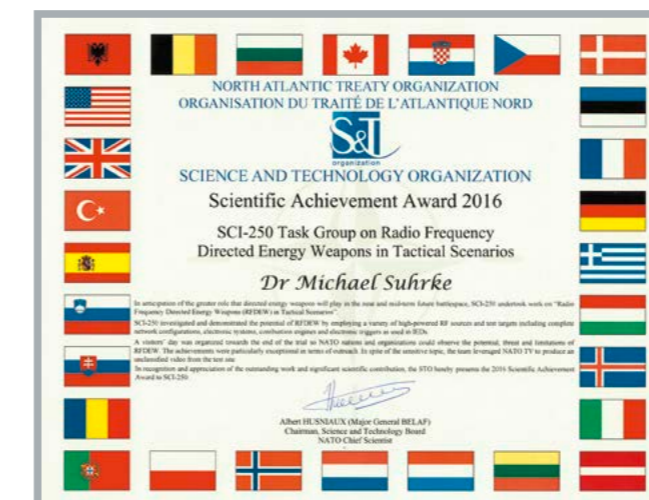 NORTH ATLANTIC TREATY ORGANIZATION
ORGANISATION DU TRAITÉ DE L'ATLANTIQUE NORD
S&T
organization
SCIENCE AND TECHNOLOGY ORGANIZATION
Scientific Achievement Award 2016
SCI-250 Task Group on Radio Frequency
Directed Energy Weapons in Tactical Scenarios
Dr Michael Suhrke
In anticipation of the greater role that directed energy weapons will play in the near and mid-term future battlespace, SCI-250 undertook work on "Radio
Frequency Directed Energy Weapons (RFDEW) in Tactical Scenarios".
SCI-250 investigated and demonstrated the potential of RFDEW by employing a variety of high-powered RF sources and test targets including complete
network configurations, electronic systems, combustion engines and electronic triggers as used in IEDs.
A visitors' day was organized towards the end of the trial so NATO nations and organizations could observe the potential, threat and limitations of
RFDEW. The achievements were particularly exceptional in terms of outreach. In spite of the sensitive topic, the team leveraged NATO TV to produce an
unclassified video from the test site.
In recognition and appreciation of the outstanding work and significant scientific contribution, the STO hereby presents the 2016 Scientific Achievement
Award to SCI-250.
Albert HUSNIAUX (Major General BELAF)
Chairman, Science and Technology Board
NATO Chief Scientist